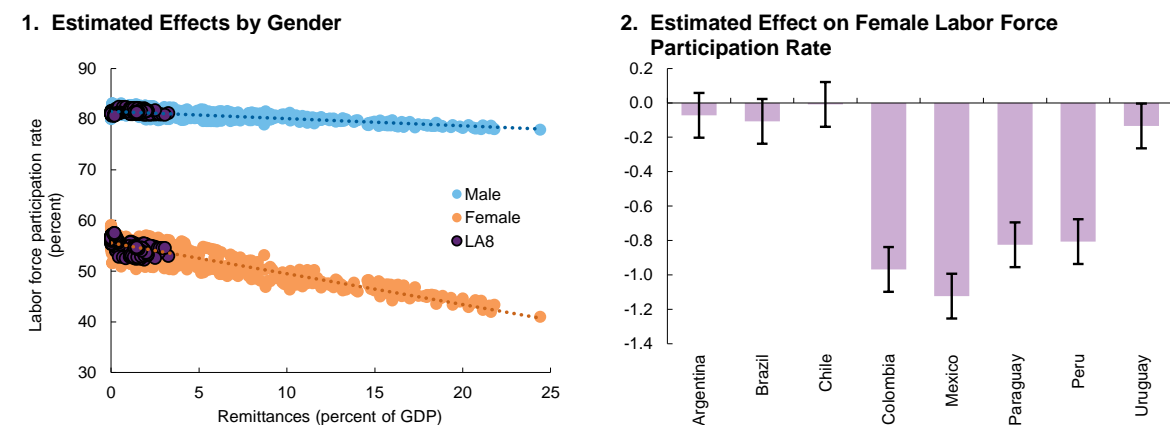 1. Estimated Effects by Gender
90
80
70
60
50
40
30
0
5
10
15
20
25
Labor force participation rate
(percent)
Remittances (percent of GDP)
Male
Female
LA8
2. Estimated Effect on Female Labor Force
Participation Rate
0.2
0.0
-0.2
-0.4
-0.6
-0.8
-1.0
-1.2
-1.4
Argentina
Brazil
Chile
Colombia
Mexico
Paraguay
Peru
Uruguay